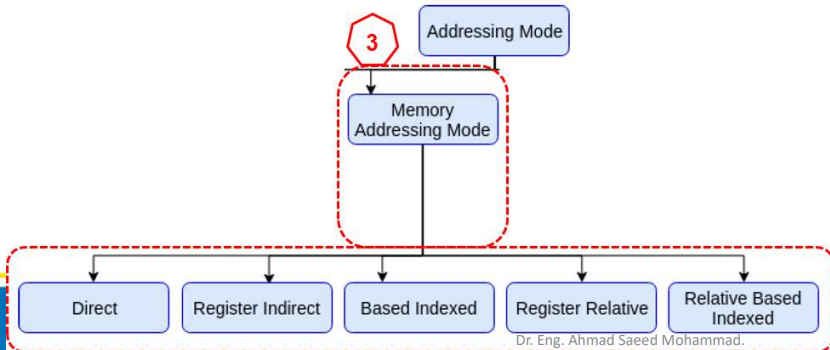 Addressing Mode
3
Memory
Addressing Mode
Direct
Register Indirect
Based Indexed
Register Relative
Relative Based
Indexed
Dr. Eng. Ahmad Saeed Mohammad.